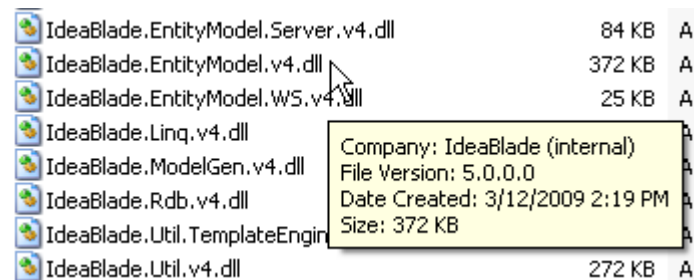 IdeaBlade.EntityModel.Server.v4.dll 84 KB A
IdeaBlade.EntityModel.v4.dll 372 KB A
IdeaBlade.EntityModel.WS.v4.dll 25 KB A
IdeaBlade.Linq.v4.dll
IdeaBlade.ModelGen.v4.dll
IdeaBlade.Rdb.v4.dll
IdeaBlade.Util.TemplateEngin
IdeaBlade.Util.v4.dll 272 KB A
Company: IdeaBlade (internal)
File Version: 5.0.0.0
Date Created: 3/12/2009 2:19 PM
Size: 372 KB